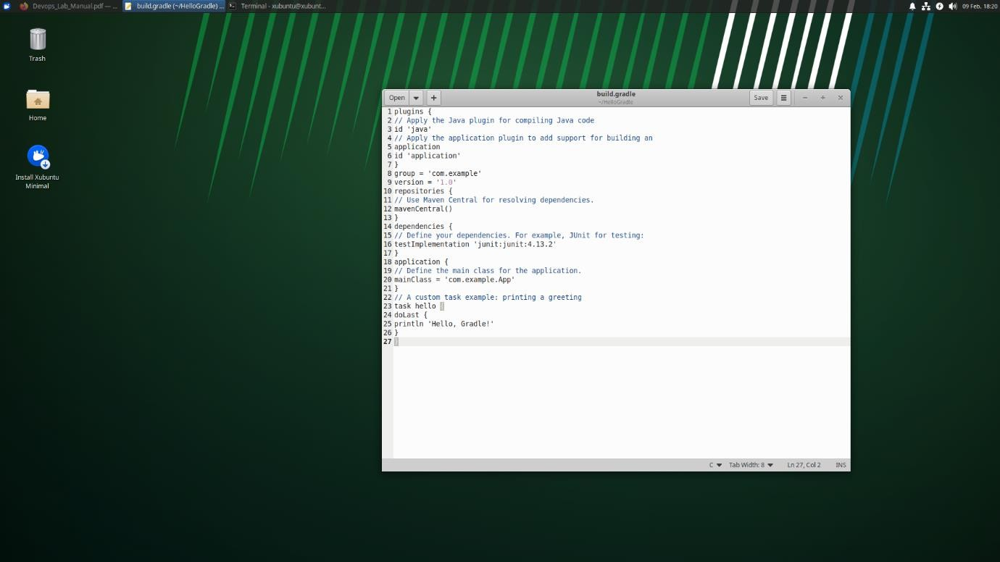 Devops_Lab_Manual.pdf — ...
build.gradle (~/HelloGradle) ...
Terminal - xubuntu@xubunt...
09 Feb, 18:20
Trash
Home
Install Xubuntu
Minimal
Open
+
build.gradle
~/HelloGradle
Save
1 plugins {
2 // Apply the Java plugin for compiling Java code
3 id 'java'
4 // Apply the application plugin to add support for building an
5 application
6 id 'application'
7 }
8 group = 'com.example'
9 version = '1.0'
10 repositories {
11 // Use Maven Central for resolving dependencies.
12 mavenCentral()
13 }
14 dependencies {
15 // Define your dependencies. For example, JUnit for testing:
16 testImplementation 'junit:junit:4.13.2'
17 }
18 application {
19 // Define the main class for the application.
20 mainClass = 'com.example.App'
21 }
22 // A custom task example: printing a greeting
23 task hello {
24 doLast {
25 println 'Hello, Gradle!'
26 }
27 }
C
Tab Width: 8
Ln 27, Col 2
INS